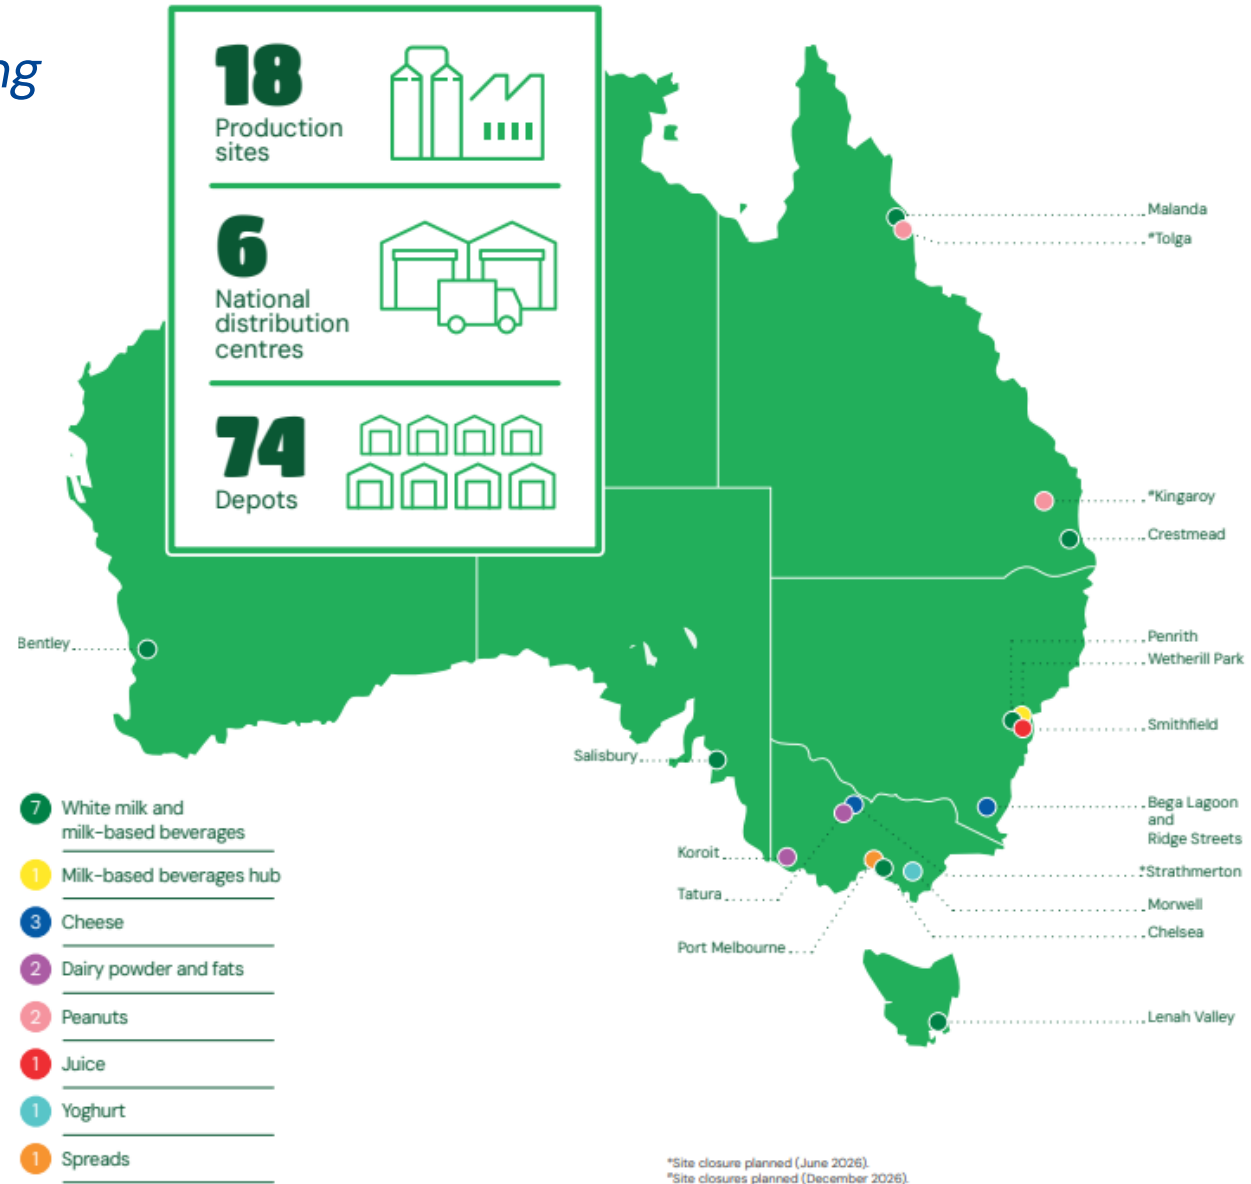 ng
18
Production
sites
6
National
distribution
centres
74
Depots
Malanda
*Tolga
*Kingaroy
Crestmead
Penrith
Wetherill Park
Smithfield
Bega Lagoon
and
Ridge Streets
*Strathmerton
Morwell
Chelsea
Lenah Valley
Bentley
Salisbury
Koroit
Tatura
Port Melbourne
7 White milk and
milk-based beverages
1 Milk-based beverages hub
3 Cheese
2 Dairy powder and fats
2 Peanuts
1 Juice
1 Yoghurt
1 Spreads
*Site closure planned (June 2026).
Site closures planned (December 2026).